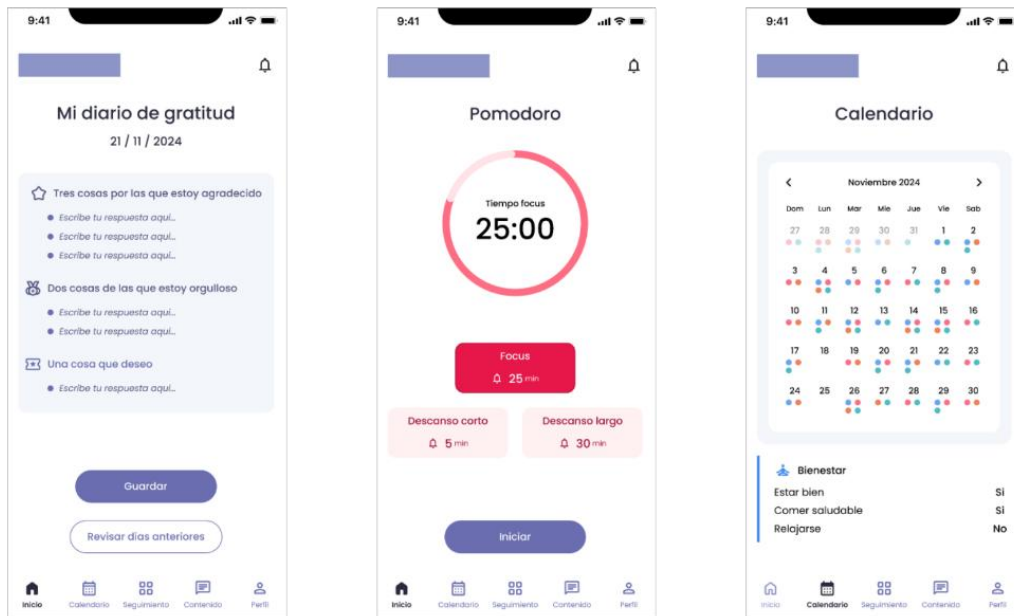 9:41
Mi diario de gratitud
21 / 11 / 2024
Tres cosas por las que estoy agradecido
Escribe tu respuesta aquí...
Escribe tu respuesta aquí...
Escribe tu respuesta aquí...
Dos cosas de las que estoy orgulloso
Escribe tu respuesta aquí...
Escribe tu respuesta aquí...
Una cosa que deseo
Escribe tu respuesta aquí...
Guardar
Revisar días anteriores
Inicio Calendario Seguimiento Contenido Perfil
9:41
Pomodoro
Tiempo focus
25:00
Focus
25 min
Descanso corto
5 min
Descanso largo
30 min
Iniciar
Inicio Calendario Seguimiento Contenido Perfil
9:41
Calendario
Noviembre 2024
Dom Lun Mar Mie Jue Vie Sab
27 28 29 30 31 1 2
3 4 5 6 7 8 9
10 11 12 13 14 15 16
17 18 19 20 21 22 23
24 25 26 27 28 29 30
Bienestar
Estar bien Si
Comer saludable Si
Relajarse No
Inicio Calendario Seguimiento Contenido Perfil